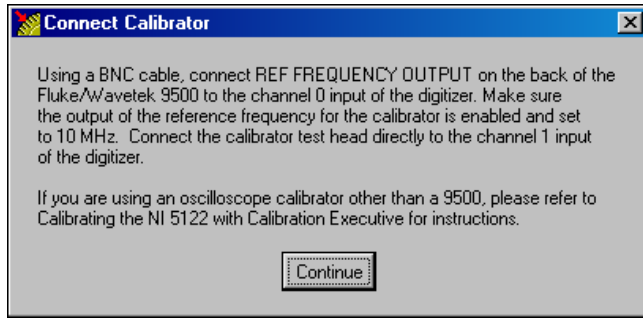 Connect Calibrator
Using a BNC cable, connect REF FREQUENCY OUTPUT on the back of the
Fluke/Wavetek 9500 to the channel 0 input of the digitizer. Make sure
the output of the reference frequency for the calibrator is enabled and set
to 10 MHz.  Connect the calibrator test head directly to the channel 1 input
of the digitizer.
If you are using an oscilloscope calibrator other than a 9500, please refer to
Calibrating the NI 5122 with Calibration Executive for instructions.
Continue